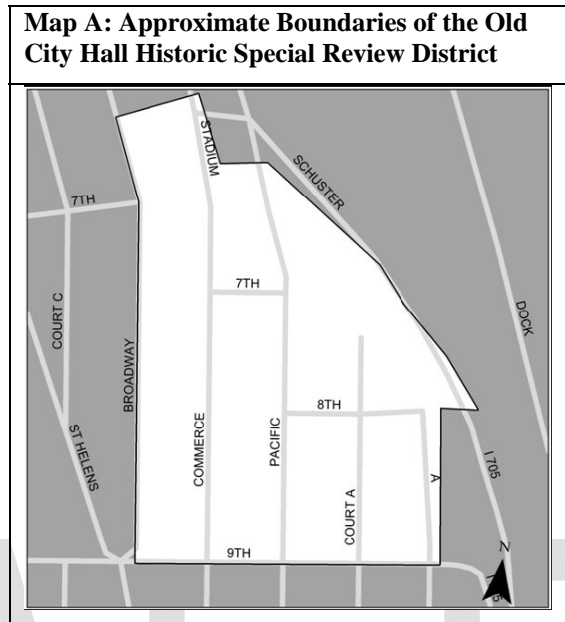 Map A: Approximate Boundaries of the Old
City Hall Historic Special Review District
STADIUM
SCHUSTER
7TH
7TH
COURT C
DOCK
BROADWAY
8TH
COMMERCE
PACIFIC
ST HELENS
I 705
A
COURT A
9TH
N